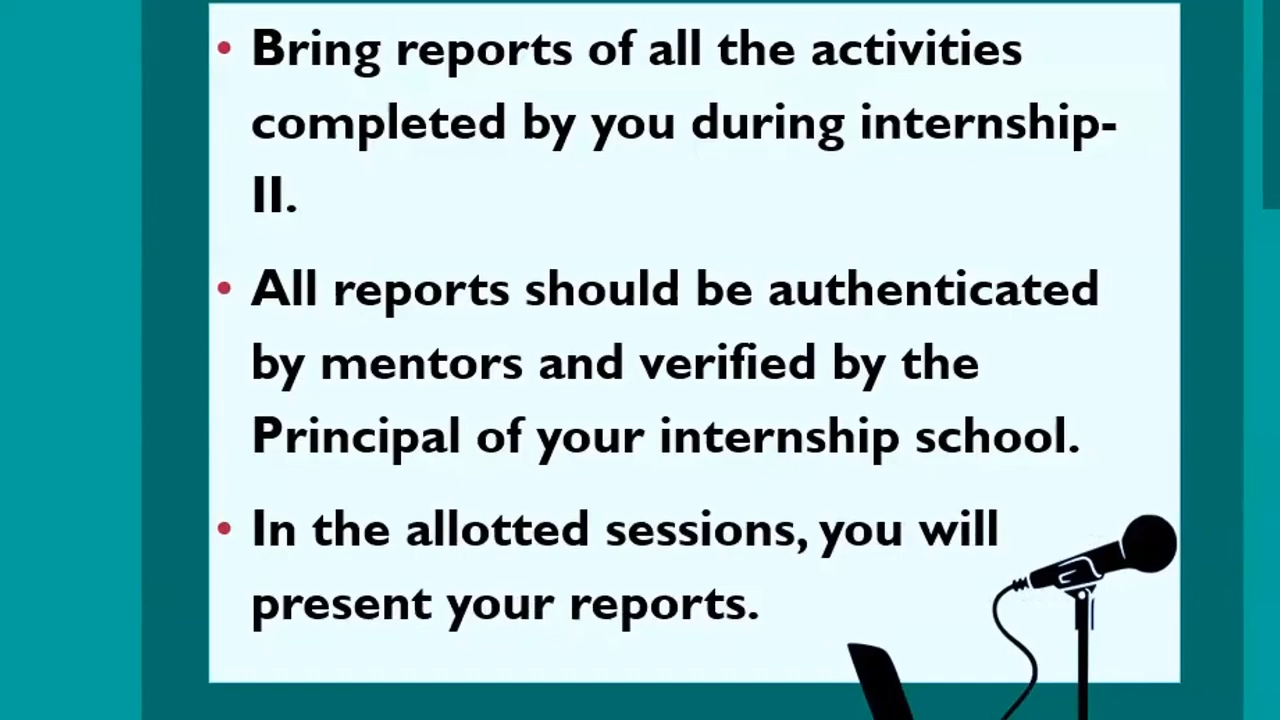 • Bring reports of all the activities
completed by you during internship-
II.
• All reports should be authenticated
by mentors and verified by the
Principal of your internship school.
• In the allotted sessions, you will
present your reports.